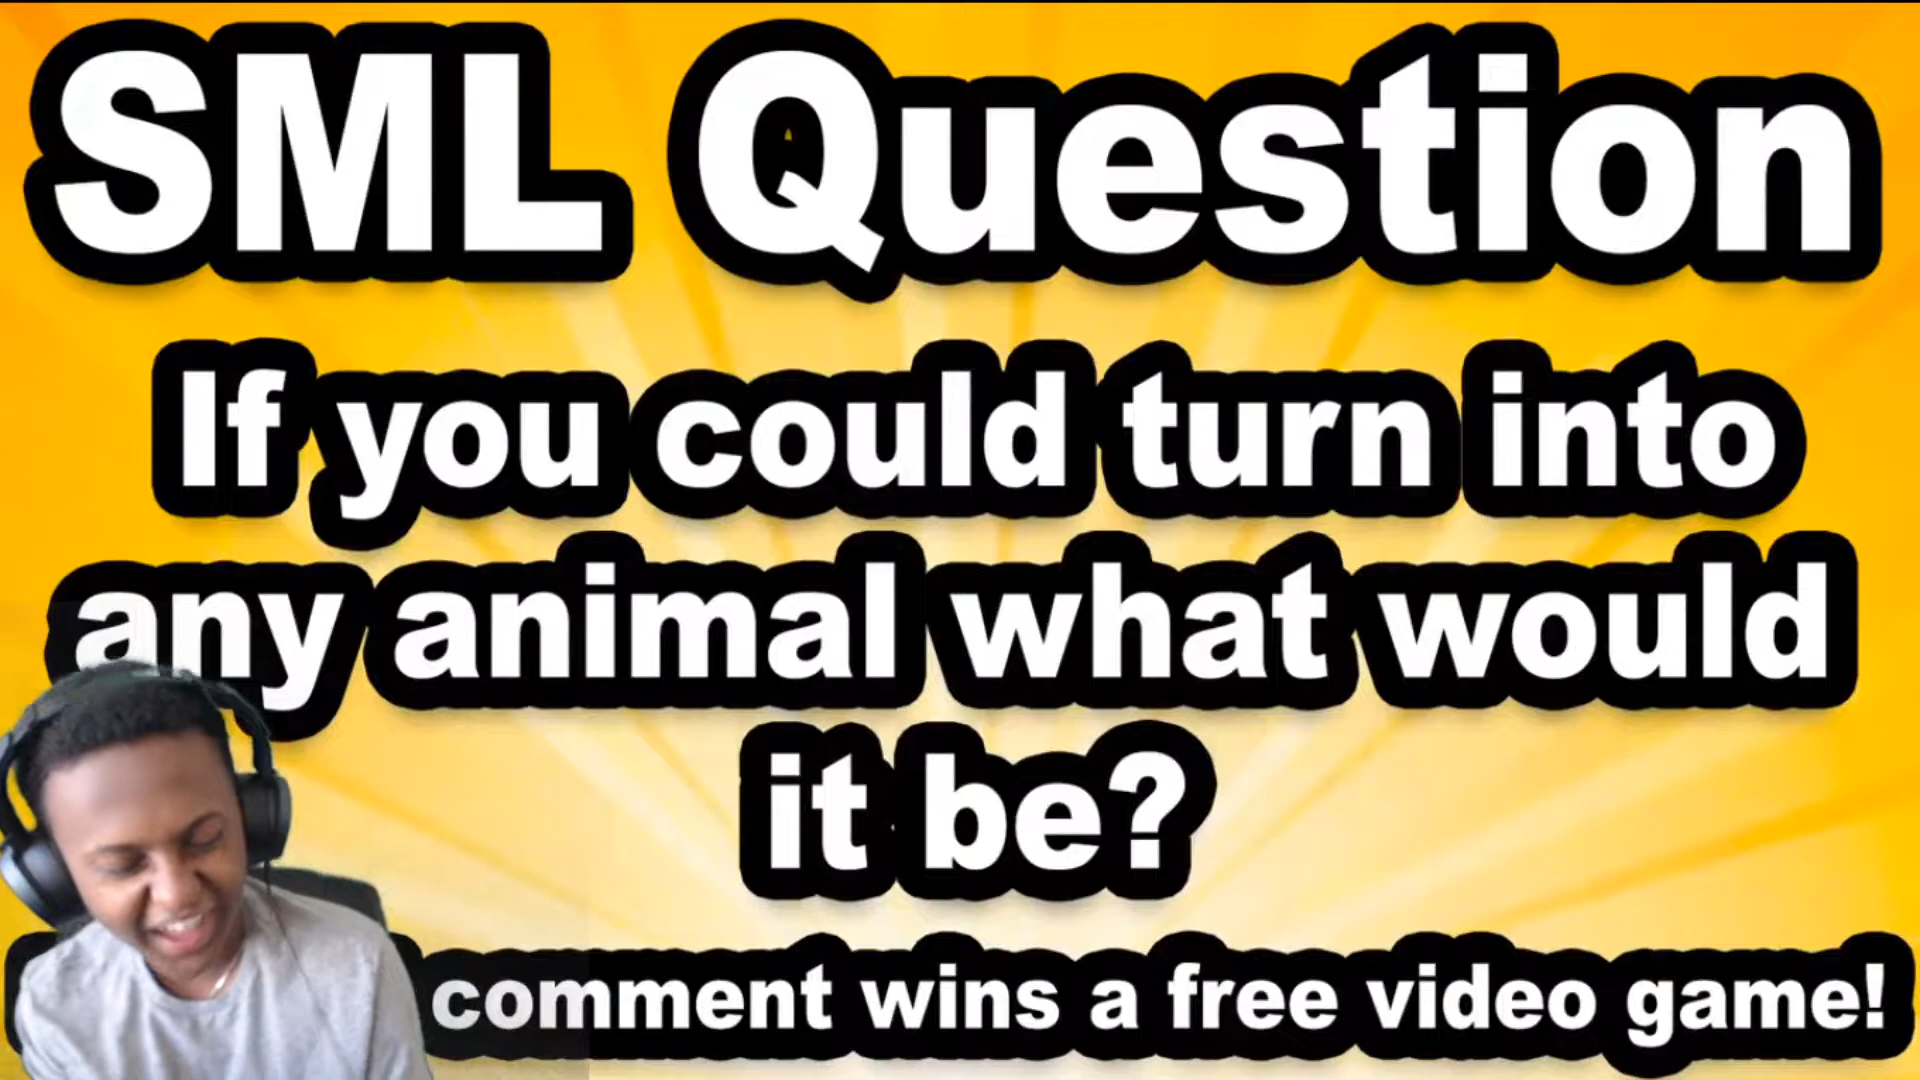 SML Question
If you could turn into
any animal what would
it be?
comment wins a free video game!